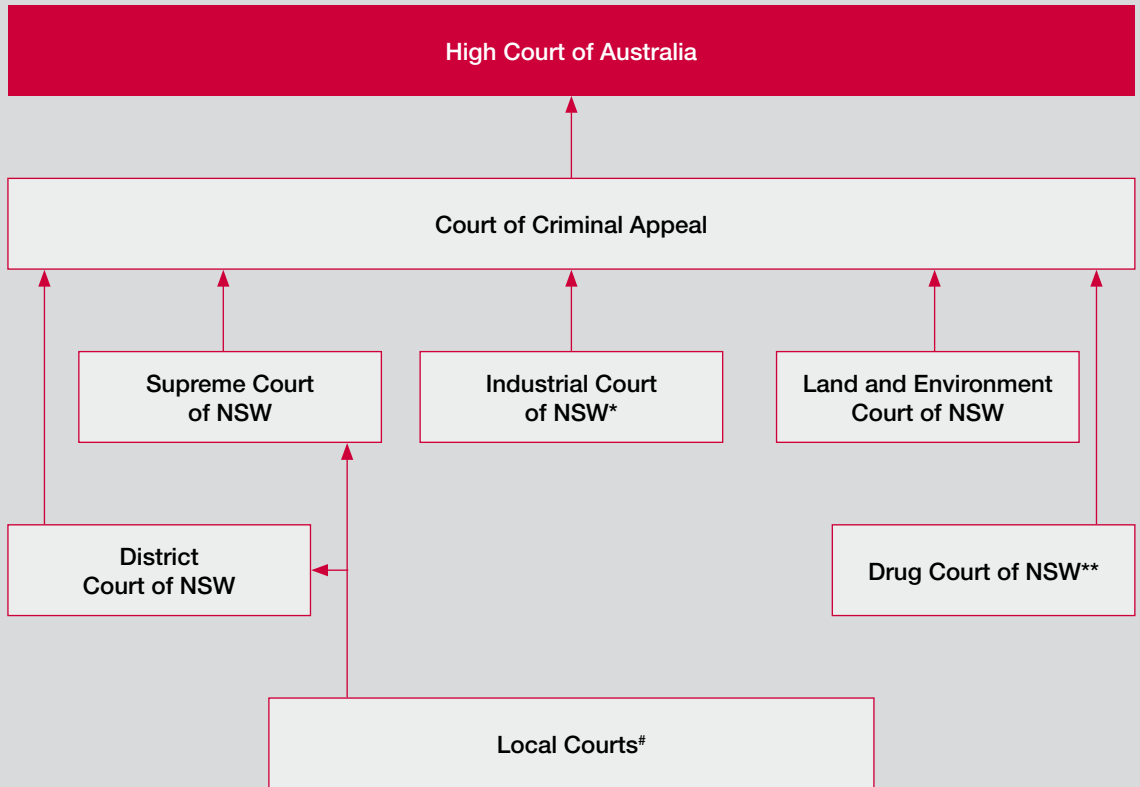 High Court of Australia
Court of Criminal Appeal
Supreme Court
of NSW
Industrial Court
of NSW*
Land and Environment
Court of NSW
District
Court of NSW
Drug Court of NSW**
Local Courts#